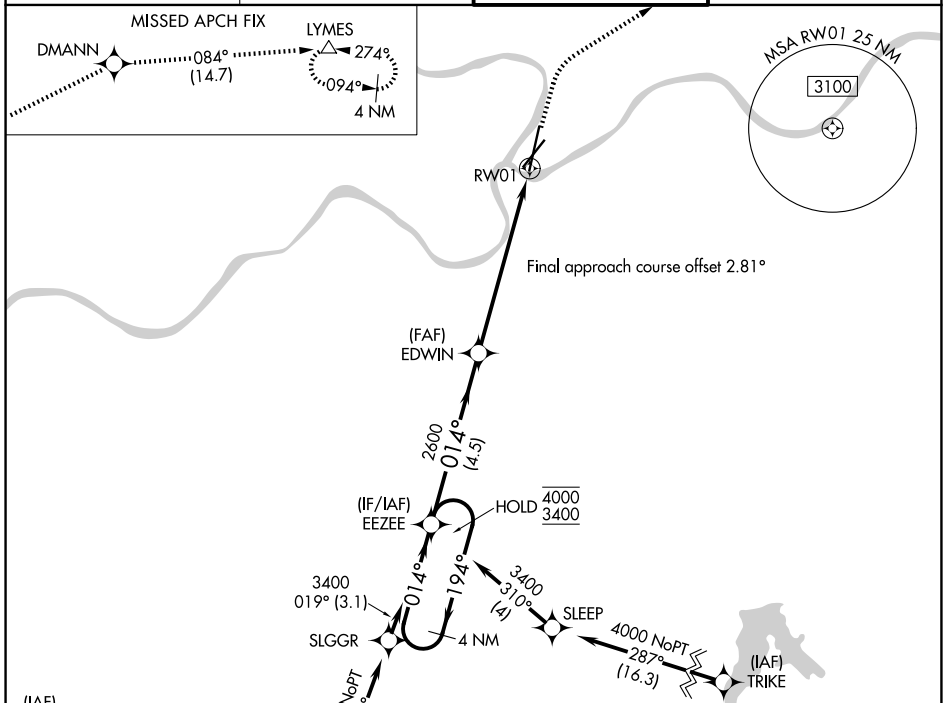 MISSED APCH FIX
DMANN
084°
(14.7)
LYMES
274°
094°
4 NM
MSA RW01 25 NM
3100
RW01
Final approach course offset 2.81°
(FAF)
EDWIN
2600
014°
(4.5)
(IF/IAF)
EEZEE
HOLD
4000
3400
014°
194°
3400
019° (3.1)
SLGGR
4 NM
3400
310°
(4)
SLEEP
4000 NoPT
287°
(16.3)
(IAF)
TRIKE
NoPT
(IAF)